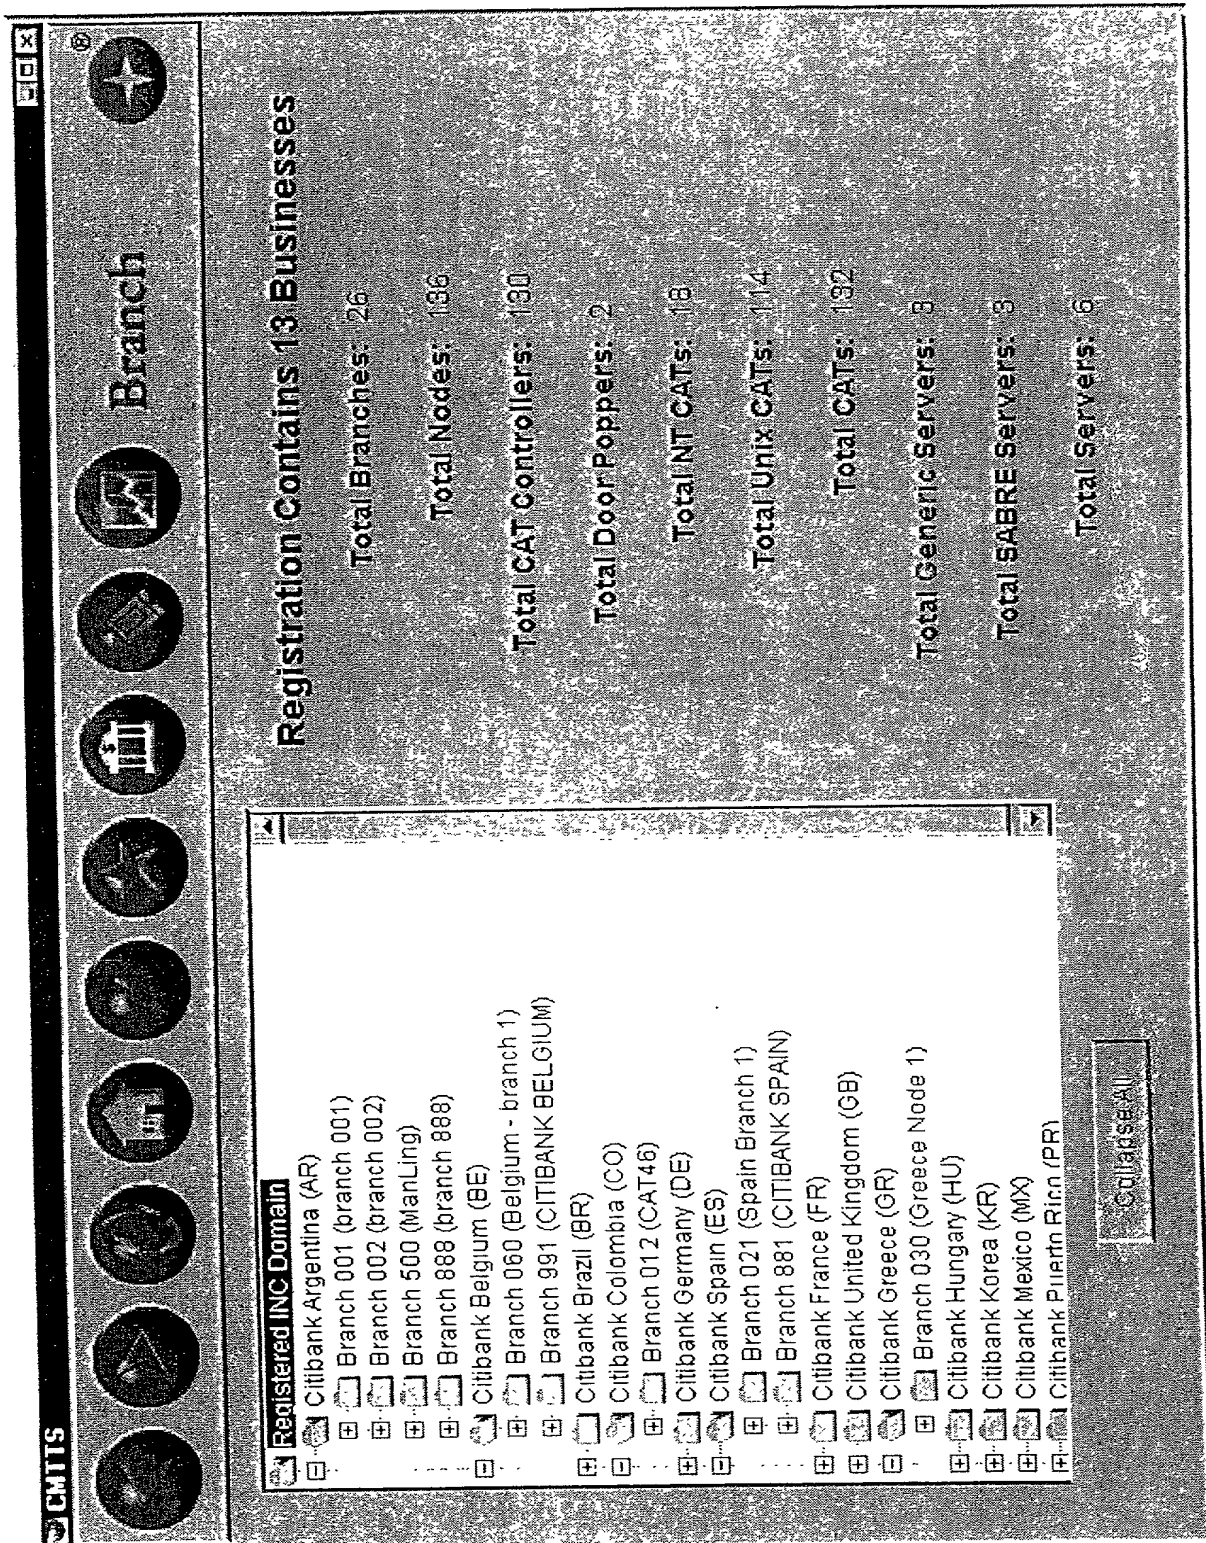 CMTTS
Branch
®
Registered INC Domain
Citibank Argentina (AR)
Branch 001 (branch 001)
Branch 002 (branch 002)
Branch 500 (ManLing)
Branch 888 (branch 888)
Citibank Belgium (BE)
Branch 060 (Belgium - branch 1)
Branch 991 (CITIBANK BELGIUM)
Citibank Brazil (BR)
Citibank Colombia (CO)
Branch 012 (CAT46)
Citibank Germany (DE)
Citibank Spain (ES)
Branch 021 (Spain Branch 1)
Branch 881 (CITIBANK SPAIN)
Citibank France (FR)
Citibank United Kingdom (GB)
Citibank Greece (GR)
Branch 030 (Greece Node 1)
Citibank Hungary (HU)
Citibank Korea (KR)
Citibank Mexico (MX)
Citibank Puerto Rico (PR)
Collapse All
Registration Contains 13 Businesses
Total Branches: 26
Total Nodes: 136
Total CAT Controllers: 130
Total Door Poppers: 2
Total NT CATs: 18
Total Unix CATs: 114
Total CATs: 132
Total Generic Servers: 3
Total SABRE Servers: 3
Total Servers: 6